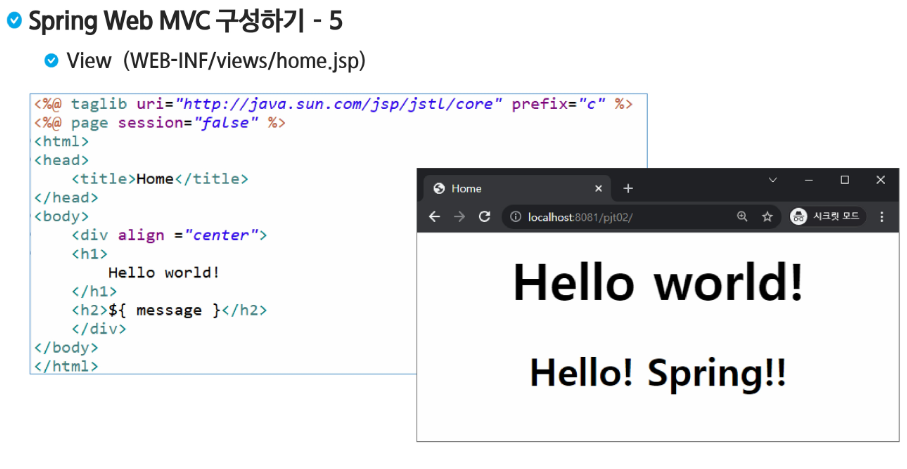 Spring Web MVC 구성하기 - 5
View (WEB-INF/views/home.jsp)
<%@ taglib uri="http://java.sun.com/jsp/jstl/core" prefix="c" %>
<%@ page session="false" %>
<html>
<head>
    <title>Home</title>
</head>
<body>
    <div align ="center">
    <h1>
        Hello world!
    </h1>
    <h2>${ message }</h2>
    </div>
</body>
</html>
Home
localhost:8081/pjt02/
시크릿 모드
Hello world!
Hello! Spring!!